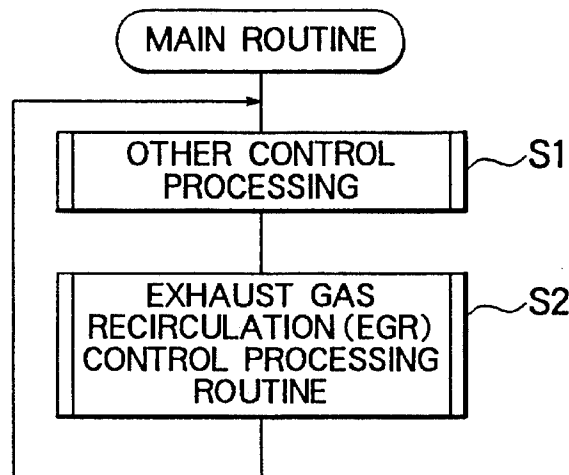 MAIN ROUTINE
OTHER CONTROL
PROCESSING
S1
EXHAUST GAS
RECIRCULATION (EGR)
CONTROL PROCESSING
ROUTINE
S2